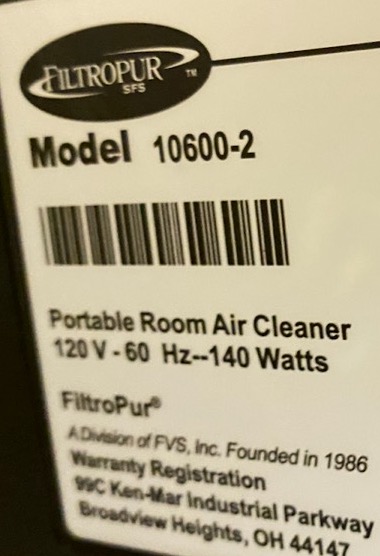 FILTROPUR ™
SFS
Model 10600-2
Portable Room Air Cleaner
120 V - 60 Hz--140 Watts
FiltroPur®
A Division of FVS, Inc. Founded in 1986
Warranty Registration
99C Ken-Mar Industrial Parkway
Broadview Heights, OH 44147